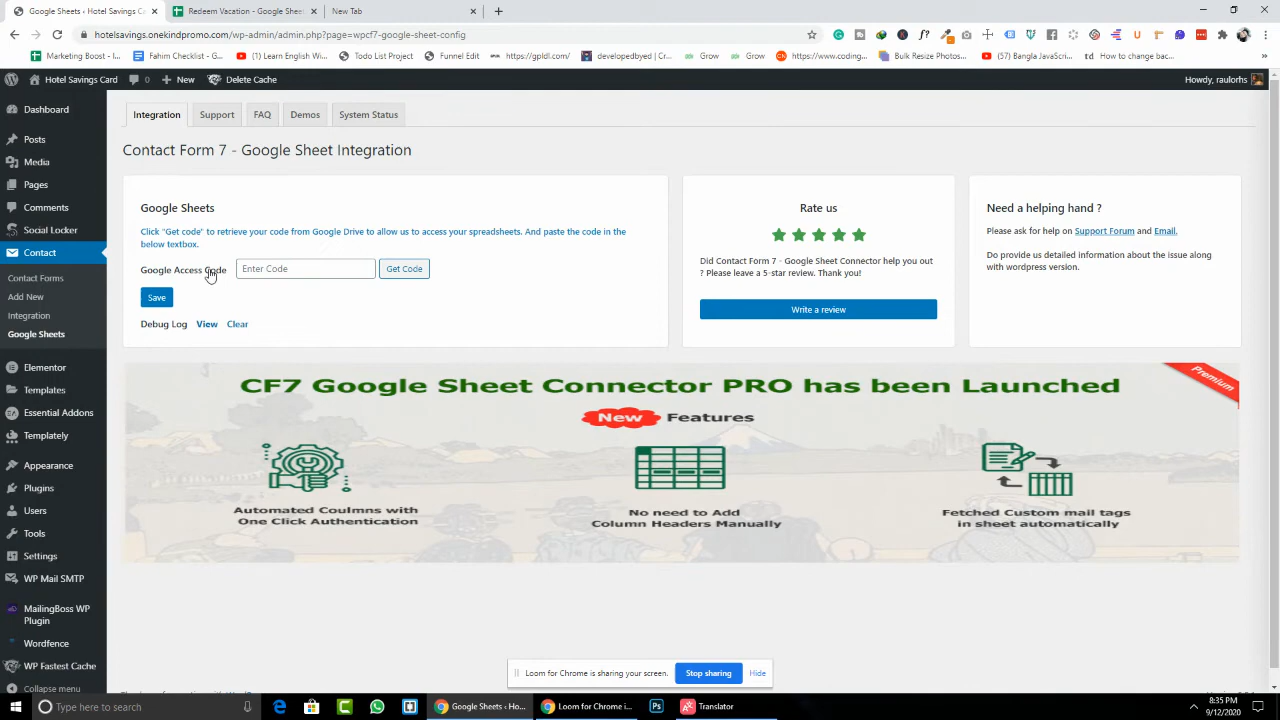 Google Sheets ‹ Hotel Savings C
Redeem Vacation - Google Sheet
New Tab
hotelsavings.onekindpromo.com/wp-admin/admin.php?page=wpcf7-google-sheet-config
Marketing Boost - I
Fahim Checklist - G
(1) Learn English Wi
Todo List Project
Funnel Edit
https://gpldl.com/
developedbyed
Grow
Grow
https://www.coding
Bulk Resize Photos
(57) Bangla JavaScri
td How to change bac
Hotel Savings Card
0
New
Delete Cache
Howdy, raulorhs
Dashboard
Posts
Media
Pages
Comments
Social Locker
Contact
Contact Forms
Add New
Integration
Google Sheets
Elementor
Templates
Essential Addons
Templately
Appearance
Plugins
Users
Tools
Settings
WP Mail SMTP
MailingBoss WP
Plugin
Wordfence
WP Fastest Cache
Collapse menu
Integration
Support
FAQ
Demos
System Status
Contact Form 7 - Google Sheet Integration
Google Sheets
Click "Get code" to retrieve your code from Google Drive to allow us to access your spreadsheets. And paste the code in the
below textbox.
Google Access Code
Enter Code
Get Code
Save
Debug Log View Clear
Rate us
Did Contact Form 7 - Google Sheet Connector help you out
? Please leave a 5-star review. Thank you!
Write a review
Need a helping hand ?
Please ask for help on Support Forum and Email.
Do provide us detailed information about the issue along
with wordpress version.
CF7 Google Sheet Connector PRO has been Launched
Premium
New Features
Automated Coulmns with
One Click Authentication
No need to Add
Column Headers Manually
Fetched Custom mail tags
in sheet automatically
Loom for Chrome is sharing your screen.
Stop sharing
Hide
Type here to search
Google Sheets ‹ Ho...
Loom for Chrome i...
Ps
Translator
8:35 PM
9/12/2020